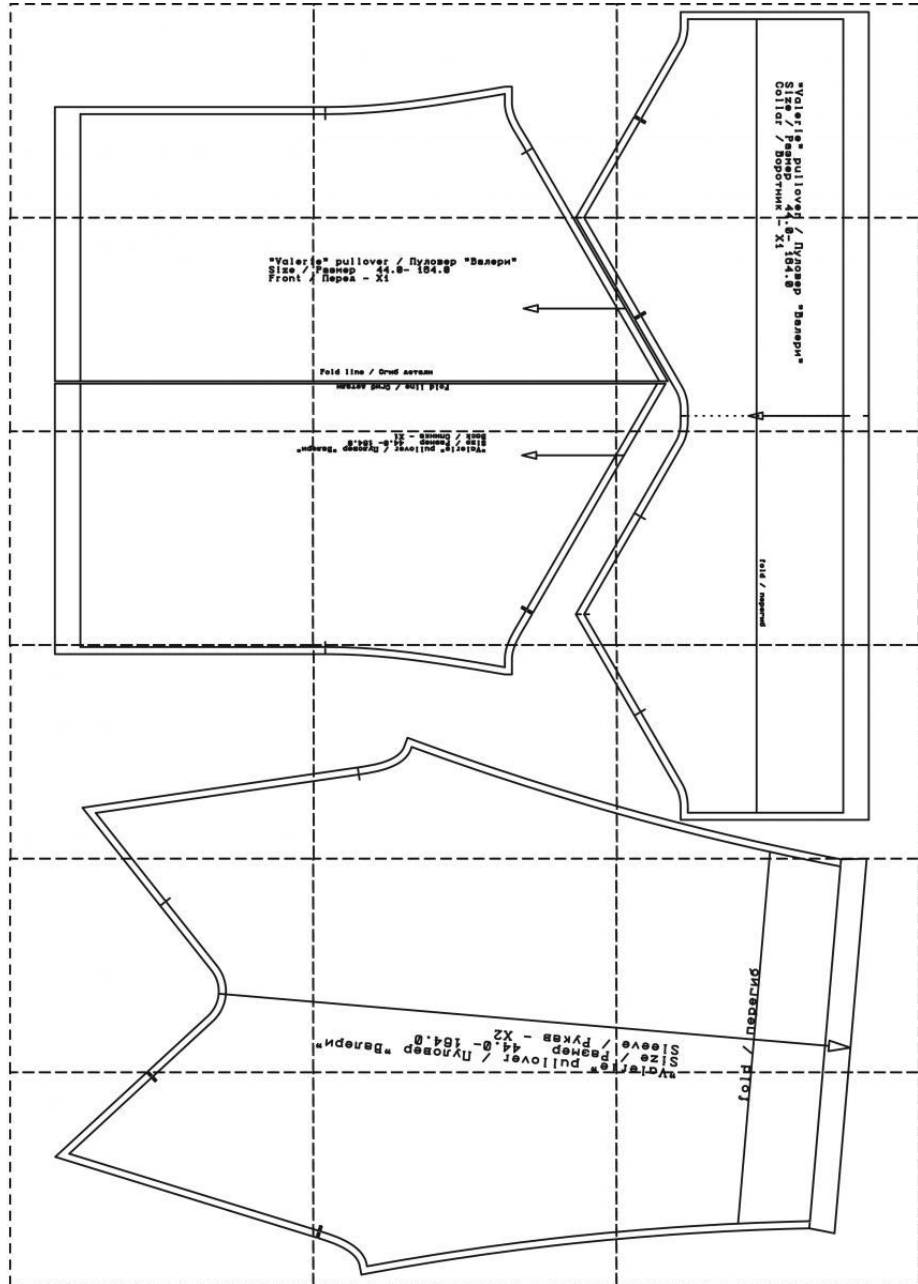 "Valerie" pullover / Пуловер "Валери"
Size / Размер 44.0- 164.0
Collar / Воротник - X1
"Valerie" pullover / Пуловер "Валери"
Size / Размер 44.0- 164.0
Front / Перед - X1
Fold line / Сгиб детали
Fold line / Сгиб детали
"Valerie" pullover / Пуловер "Валери"
Size / Размер 44.0- 164.0
Back / Спинка - X1
fold / перегиб
"Valerie" pullover / Пуловер "Валери"
Size / Размер 44.0- 164.0
Sleeve / Рукав - X2
fold / перегиб